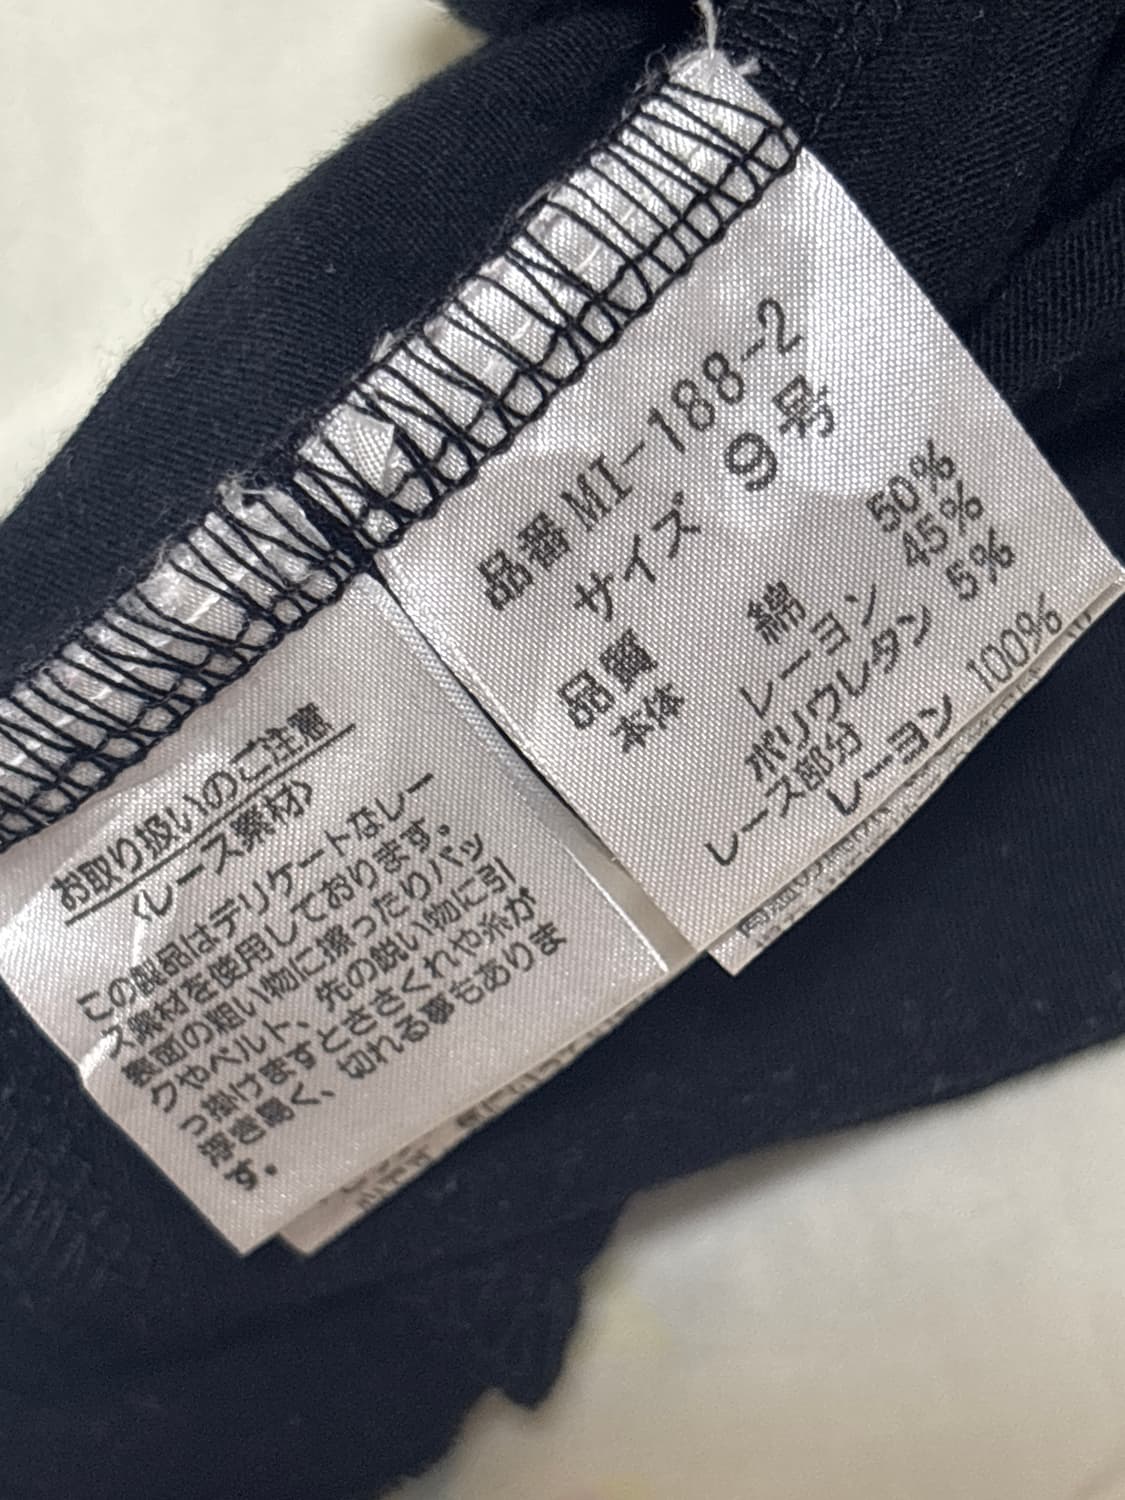 品番 MI-188-2
サイズ 9号
品質 綿 50%
本体 レーヨン 45%
ポリウレタン 5%
レース部分
レーヨン 100%
お取り扱いのご注意
〈レース素材〉
この製品はデリケートなレー
ス素材を使用しております。
表面の粗い物に擦ったりバッ
クやベルト、先の鋭い物に引
っ掛けますとささくれや糸が
浮き易く、切れる事もありま
す。